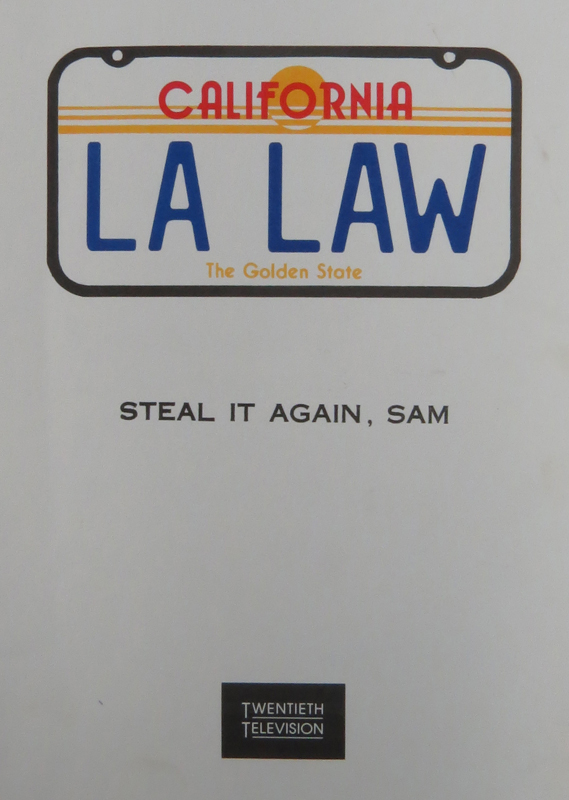 CALIFORNIA
LA LAW
The Golden State
STEAL IT AGAIN, SAM
TWENTIETH
TELEVISION